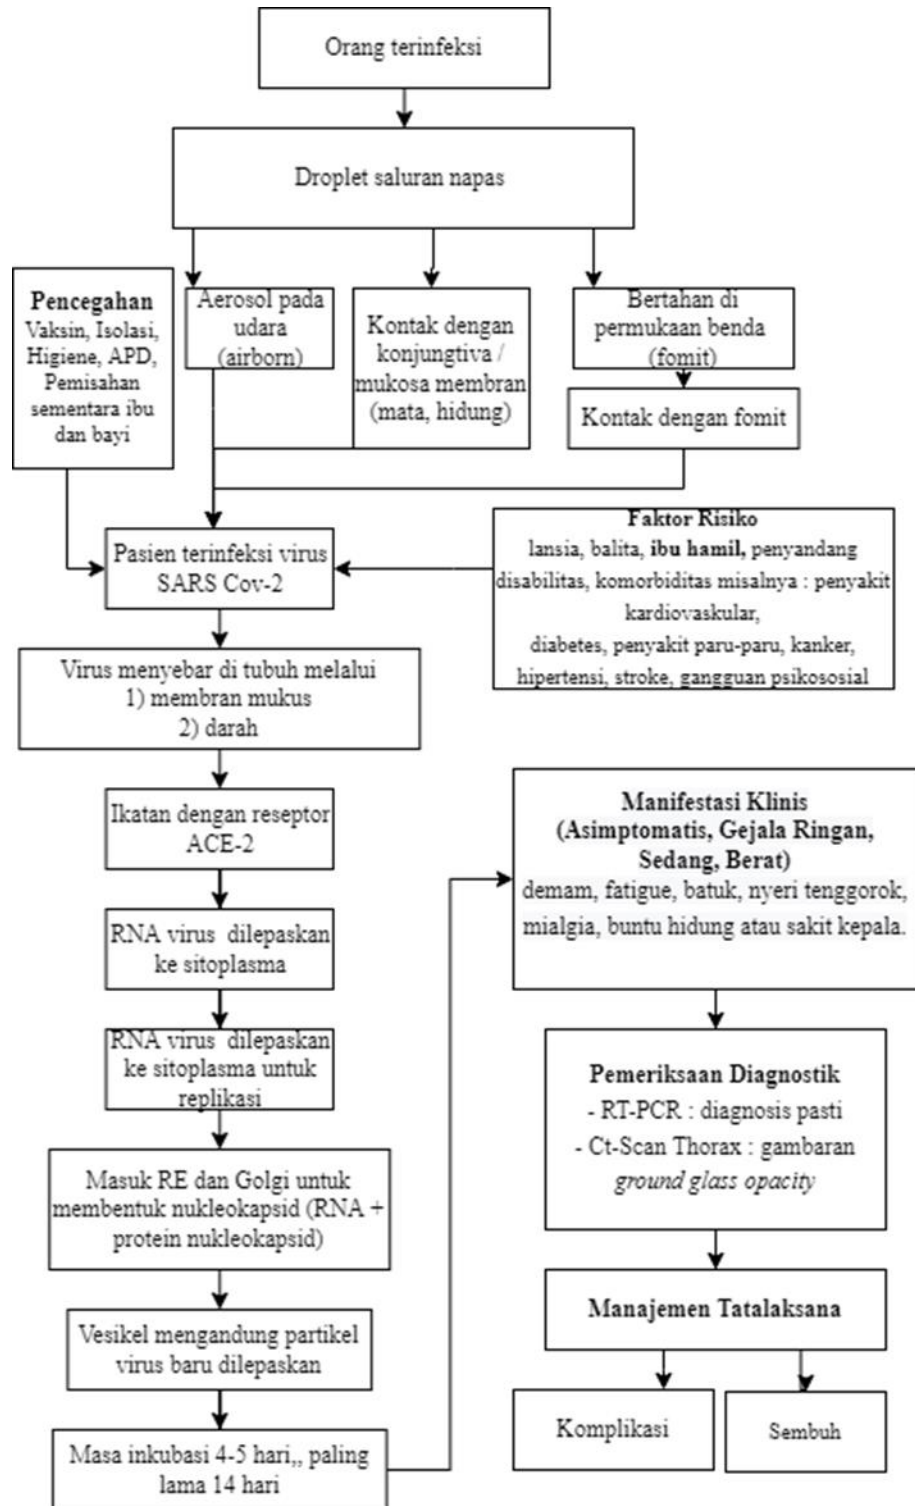 Orang terinfeksi
Droplet saluran napas
Pencegahan
Vaksin, Isolasi,
Higiene, APD,
Pemisahan
sementara ibu
dan bayi
Aerosol pada
udara
(airborn)
Kontak dengan
konjungtiva /
mukosa membran
(mata, hidung)
Bertahan di
permukaan benda
(fomit)
Kontak dengan fomit
Pasien terinfeksi virus
SARS Cov-2
Faktor Risiko
lansia, balita, ibu hamil, penyandang
disabilitas, komorbiditas misalnya : penyakit
kardiovaskular,
diabetes, penyakit paru-paru, kanker,
hipertensi, stroke, gangguan psikososial
Virus menyebar di tubuh melalui
1) membran mukus
2) darah
Ikatan dengan reseptor
ACE-2
RNA virus dilepaskan
ke sitoplasma
RNA virus dilepaskan
ke sitoplasma untuk
replikasi
Masuk RE dan Golgi untuk
membentuk nukleokapsid (RNA +
protein nukleokapsid)
Vesikel mengandung partikel
virus baru dilepaskan
Masa inkubasi 4-5 hari,, paling
lama 14 hari
Manifestasi Klinis
(Asimptomatis, Gejala Ringan,
Sedang, Berat)
demam, fatigue, batuk, nyeri tenggorok,
mialgia, buntu hidung atau sakit kepala.
Pemeriksaan Diagnostik
- RT-PCR : diagnosis pasti
- Ct-Scan Thorax : gambaran
ground glass opacity
Manajemen Tatalaksana
Komplikasi
Sembuh